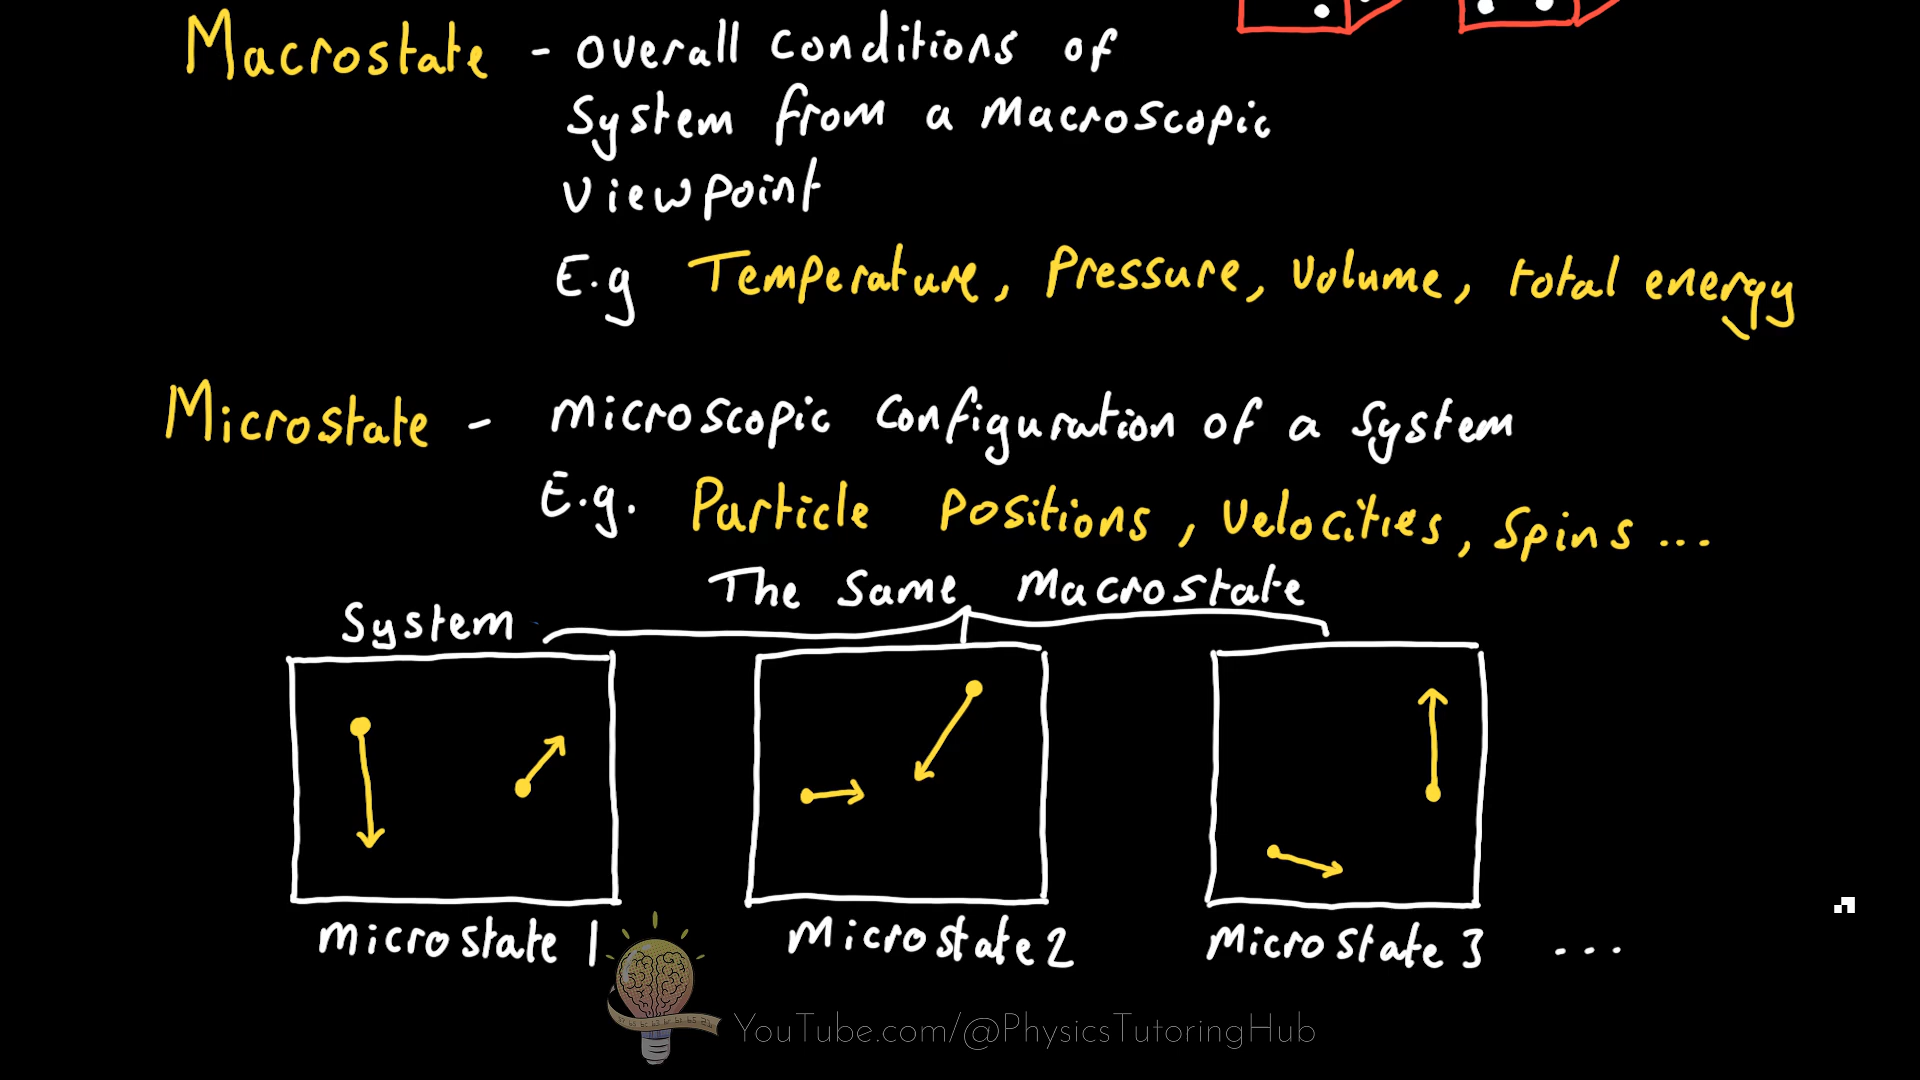 Macrostate - overall conditions of
system from a macroscopic
viewpoint
E.g Temperature, Pressure, Volume, total energy
Microstate - microscopic configuration of a system
E.g. Particle positions, velocities, spins ...
The same macrostate
System
microstate 1
microstate 2
microstate 3 ...
YouTube.com/@PhysicsTutoringHub